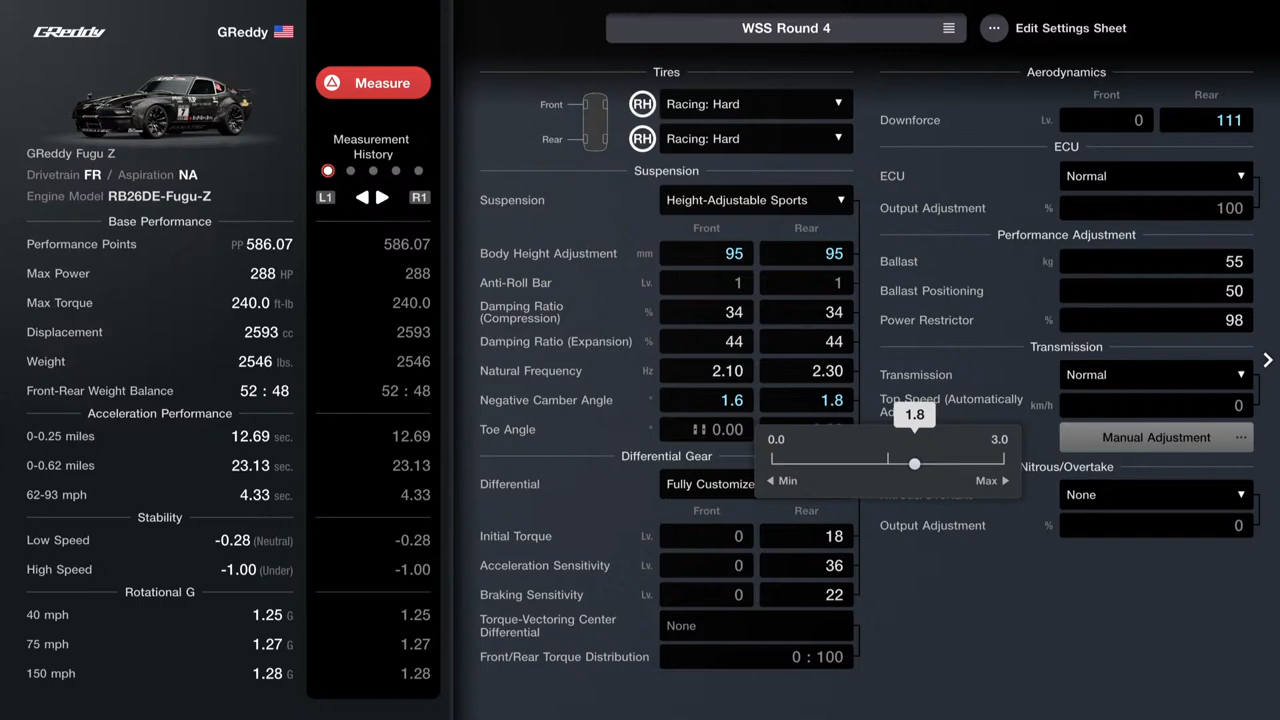 GReddy
GReddy
GReddy Fugu Z
Drivetrain FR / Aspiration NA
Engine Model RB26DE-Fugu-Z
Base Performance
Performance Points PP 586.07
Max Power 288 HP
Max Torque 240.0 ft-lb
Displacement 2593 cc
Weight 2546 lbs.
Front-Rear Weight Balance 52 : 48
Acceleration Performance
0-0.25 miles 12.69 sec.
0-0.62 miles 23.13 sec.
62-93 mph 4.33 sec.
Stability
Low Speed -0.28 (Neutral)
High Speed -1.00 (Under)
Rotational G
40 mph 1.25 G
75 mph 1.27 G
150 mph 1.28 G
Measure
Measurement
History
L1 R1
586.07
288
240.0
2593
2546
52 : 48
12.69
23.13
4.33
-0.28
-1.00
1.25
1.27
1.28
WSS Round 4
Edit Settings Sheet
Tires
Front RH Racing: Hard
Rear RH Racing: Hard
Suspension
Suspension Height-Adjustable Sports
Front Rear
Body Height Adjustment mm 95 95
Anti-Roll Bar Lv. 1 1
Damping Ratio
(Compression) % 34 34
Damping Ratio (Expansion) % 44 44
Natural Frequency Hz 2.10 2.30
Negative Camber Angle ° 1.6 1.8
Toe Angle ° 0.00
1.8
0.0 3.0
Min Max
Differential Gear
Differential Fully Customize
Front Rear
Initial Torque Lv. 0 18
Acceleration Sensitivity Lv. 0 36
Braking Sensitivity Lv. 0 22
Torque-Vectoring Center
Differential None
Front/Rear Torque Distribution 0 : 100
Aerodynamics
Front Rear
Downforce Lv. 0 111
ECU
ECU Normal
Output Adjustment % 100
Performance Adjustment
Ballast kg 55
Ballast Positioning 50
Power Restrictor % 98
Transmission
Transmission Normal
Top Speed (Automatically
km/h 0
Manual Adjustment
Nitrous/Overtake
None
Output Adjustment % 0